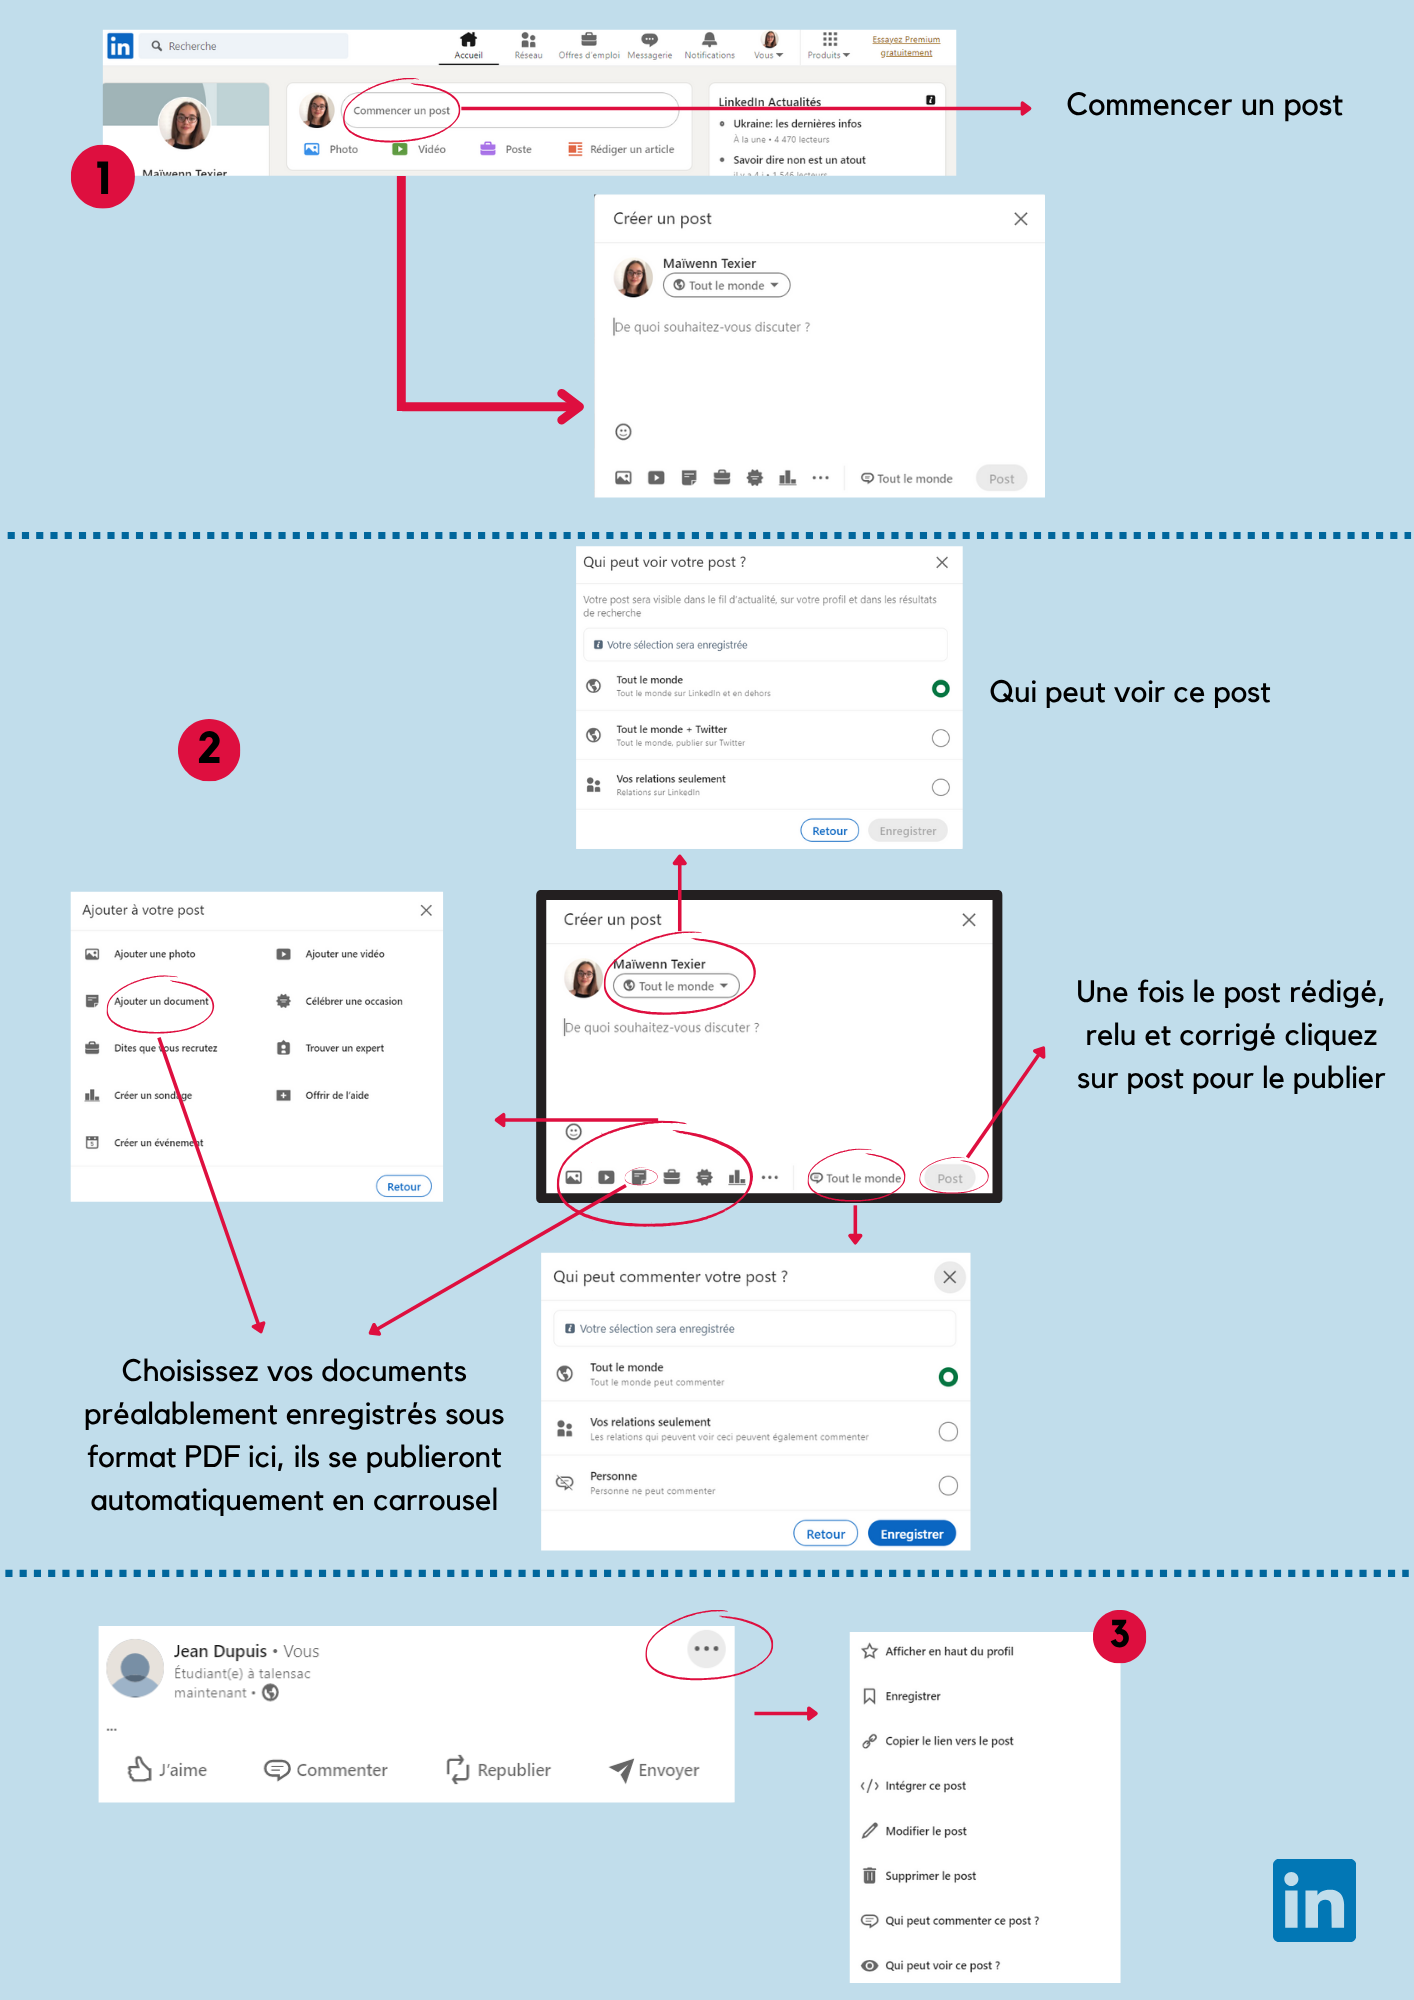 in
Recherche
Accueil
Réseau
Offres d'emploi
Messagerie
Notifications
Vous
Produits
Essayez Premium
gratuitement
Commencer un post
Photo
Vidéo
Poste
Rédiger un article
LinkedIn Actualités
Ukraine: les dernières infos
À la une • 4 470 lecteurs
Savoir dire non est un atout
il y a 4 j • 1 546 lecteurs
Maïwenn Texier
1
Commencer un post
Créer un post
Maïwenn Texier
Tout le monde
De quoi souhaitez-vous discuter ?
Tout le monde
Post
2
Qui peut voir votre post ?
Votre post sera visible dans le fil d'actualité, sur votre profil et dans les résultats
de recherche
Votre sélection sera enregistrée
Tout le monde
Tout le monde sur LinkedIn et en dehors
Tout le monde + Twitter
Tout le monde, publier sur Twitter
Vos relations seulement
Relations sur LinkedIn
Retour
Enregistrer
Qui peut voir ce post
Ajouter à votre post
Ajouter une photo
Ajouter une vidéo
Ajouter un document
Célébrer une occasion
Dites que vous recrutez
Trouver un expert
Créer un sondage
Offrir de l'aide
Créer un événement
Retour
Créer un post
Maïwenn Texier
Tout le monde
De quoi souhaitez-vous discuter ?
Tout le monde
Post
Une fois le post rédigé,
relu et corrigé cliquez
sur post pour le publier
Choisissez vos documents
préalablement enregistrés sous
format PDF ici, ils se publieront
automatiquement en carrousel
Qui peut commenter votre post ?
Votre sélection sera enregistrée
Tout le monde
Tout le monde peut commenter
Vos relations seulement
Les relations qui peuvent voir ceci peuvent également commenter
Personne
Personne ne peut commenter
Retour
Enregistrer
Jean Dupuis • Vous
Étudiant(e) à talensac
maintenant •
...
J'aime
Commenter
Republier
Envoyer
3
Afficher en haut du profil
Enregistrer
Copier le lien vers le post
Intégrer ce post
Modifier le post
Supprimer le post
Qui peut commenter ce post ?
Qui peut voir ce post ?
in